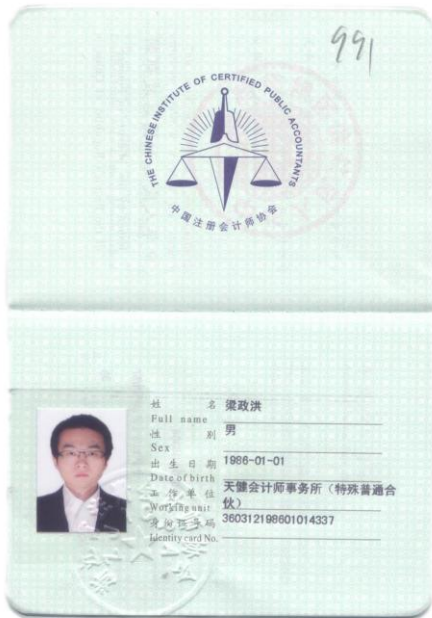 991
THE CHINESE INSTITUTE OF CERTIFIED PUBLIC ACCOUNTANTS
中国注册会计师协会
姓 名 梁政洪
Full name
性 别 男
Sex
出生日期 1986-01-01
Date of birth
工作单位 天健会计师事务所（特殊普通合
Working unit 伙）
身份证号码 360312198601014337
Identity card No.